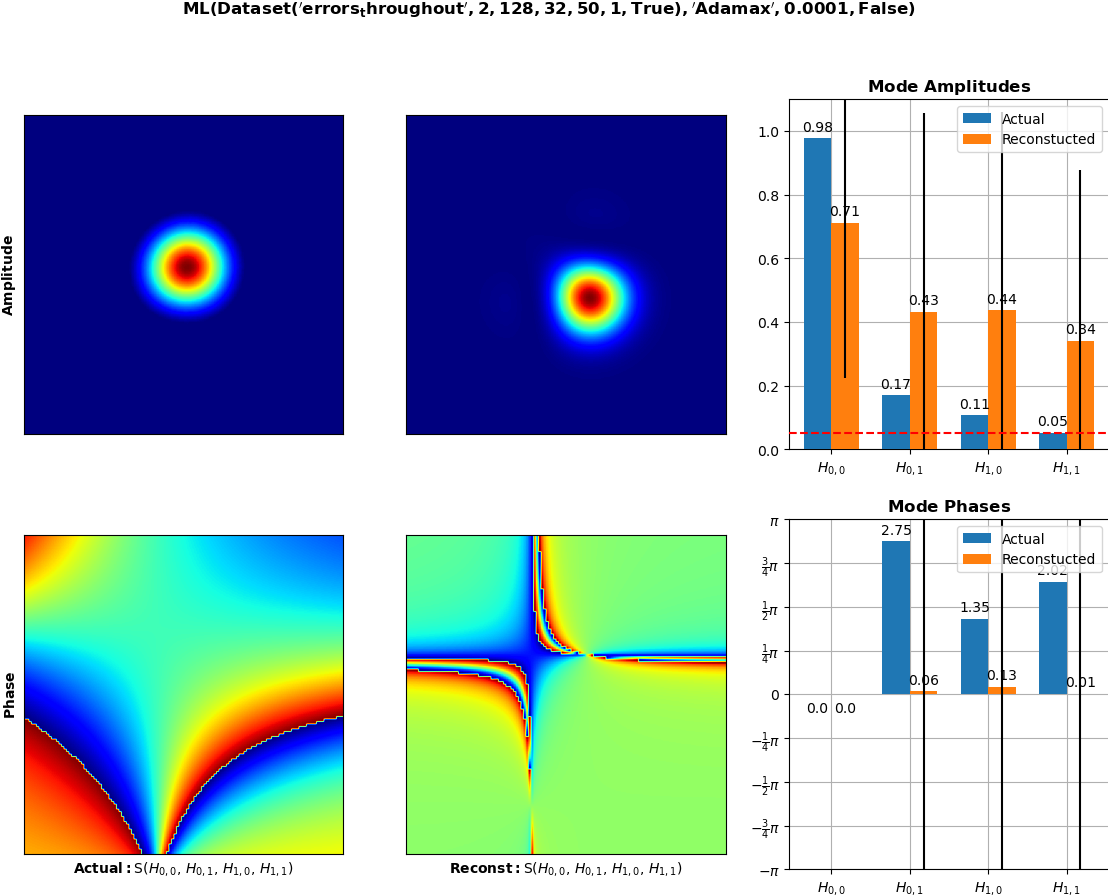 ML(Dataset('errors_throughout', 2, 128, 32, 50, 1, True), 'Adamax', 0.0001, False)
Mode Amplitudes
Amplitude
1.0
0.8
0.6
0.4
0.2
0.0
0.98
0.71
0.17
0.43
0.11
0.44
0.05
0.34
Actual
Reconstucted
H0,0
H0,1
H1,0
H1,1
Mode Phases
Phase
π
3/4π
1/2π
1/4π
0
−1/4π
−1/2π
−3/4π
−π
0.0
0.0
2.75
0.06
1.35
0.13
2.02
0.01
Actual
Reconstucted
H0,0
H0,1
H1,0
H1,1
Actual: S(H0,0, H0,1, H1,0, H1,1)
Reconst: S(H0,0, H0,1, H1,0, H1,1)